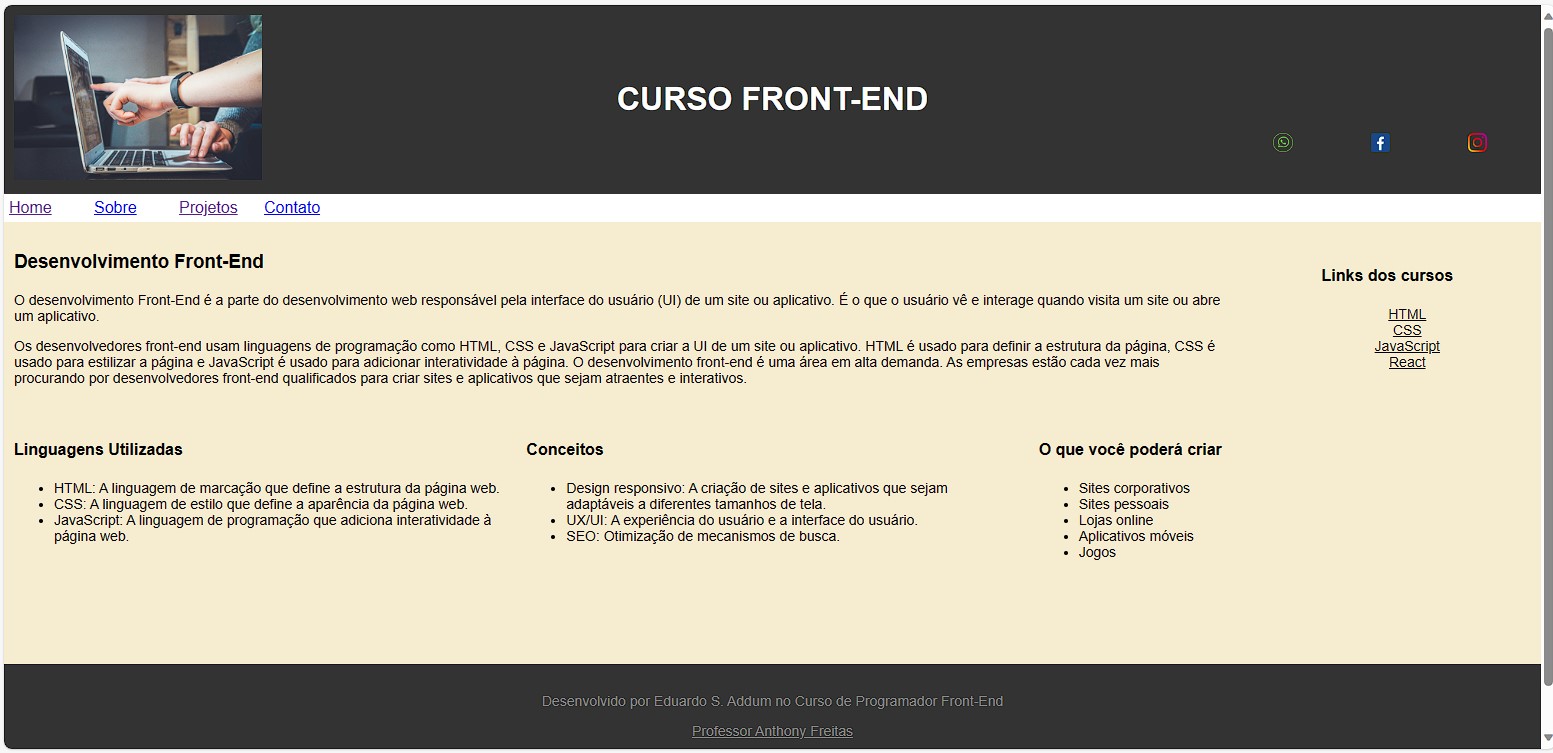 CURSO FRONT-END
Home Sobre Projetos Contato
Desenvolvimento Front-End
O desenvolvimento Front-End é a parte do desenvolvimento web responsável pela interface do usuário (UI) de um site ou aplicativo. É o que o usuário vê e interage quando visita um site ou abre
um aplicativo.
Os desenvolvedores front-end usam linguagens de programação como HTML, CSS e JavaScript para criar a UI de um site ou aplicativo. HTML é usado para definir a estrutura da página, CSS é
usado para estilizar a página e JavaScript é usado para adicionar interatividade à página. O desenvolvimento front-end é uma área em alta demanda. As empresas estão cada vez mais
procurando por desenvolvedores front-end qualificados para criar sites e aplicativos que sejam atraentes e interativos.
Links dos cursos
HTML
CSS
JavaScript
React
Linguagens Utilizadas
• HTML: A linguagem de marcação que define a estrutura da página web.
• CSS: A linguagem de estilo que define a aparência da página web.
• JavaScript: A linguagem de programação que adiciona interatividade à
página web.
Conceitos
• Design responsivo: A criação de sites e aplicativos que sejam
adaptáveis a diferentes tamanhos de tela.
• UX/UI: A experiência do usuário e a interface do usuário.
• SEO: Otimização de mecanismos de busca.
O que você poderá criar
• Sites corporativos
• Sites pessoais
• Lojas online
• Aplicativos móveis
• Jogos
Desenvolvido por Eduardo S. Addum no Curso de Programador Front-End
Professor Anthony Freitas